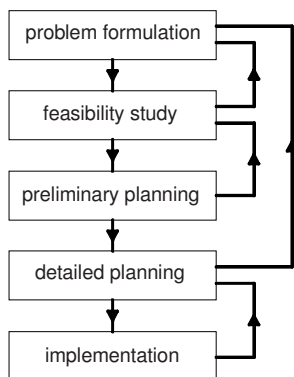 problem formulation
feasibility study
preliminary planning
detailed planning
implementation